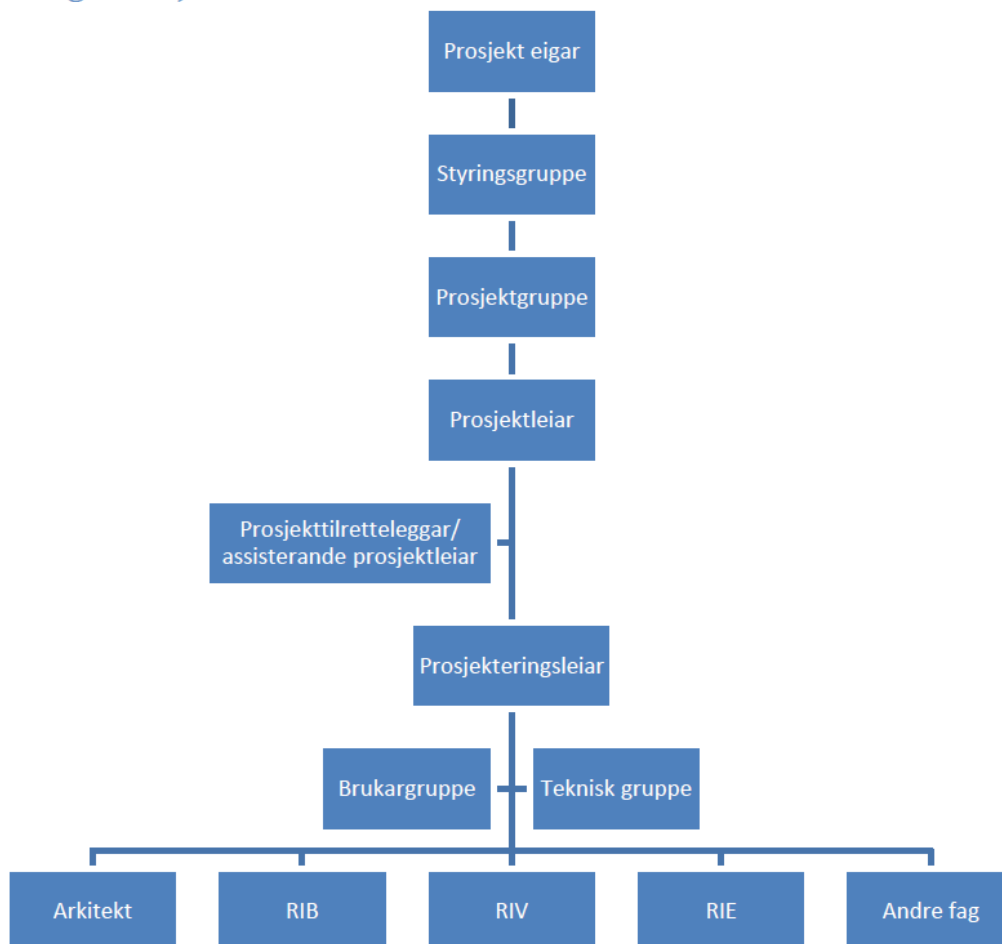 Prosjekt eigar
Styringsgruppe
Prosjektgruppe
Prosjektleiar
Prosjekttilretteleggar/
assisterande prosjektleiar
Prosjekteringsleiar
Brukargruppe
Teknisk gruppe
Arkitekt
RIB
RIV
RIE
Andre fag